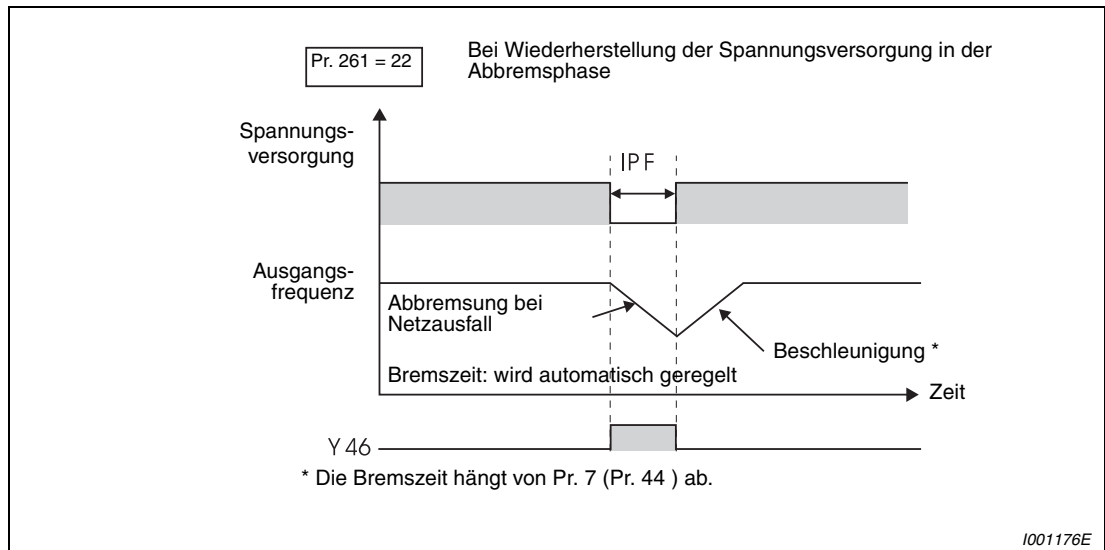 Pr. 261 = 22
Bei Wiederherstellung der Spannungsversorgung in der
Abbremsphase
Spannungs-
versorgung
IPF
Ausgangs-
frequenz
Abbremsung bei
Netzausfall
Beschleunigung *
Bremszeit: wird automatisch geregelt
Zeit
Y 46
* Die Bremszeit hängt von Pr. 7 (Pr. 44 ) ab.
I001176E